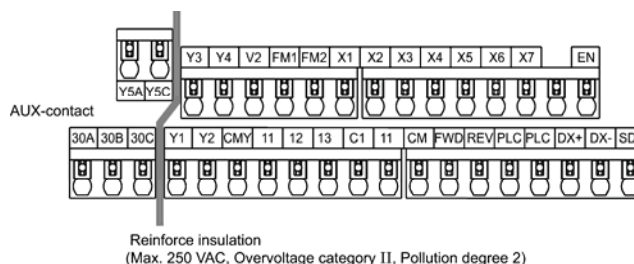 Y3 Y4 V2 FM1 FM2 X1 X2 X3 X4 X5 X6 X7 EN
Y5A Y5C
AUX-contact
30A 30B 30C Y1 Y2 CMY 11 12 13 C1 11 CM FWD REV PLC PLC DX+ DX- SD
Reinforce insulation
(Max. 250 VAC, Overvoltage category II, Pollution degree 2)